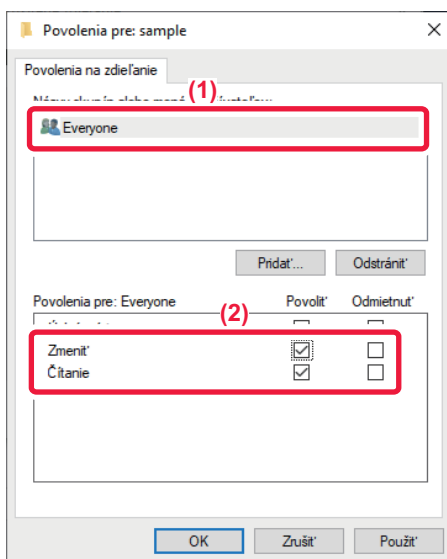 Povolenia pre: sample
Povolenia na zdieľanie
(1)
Everyone
Pridať... Odstrániť
Povolenia pre: Everyone Povoliť Odmietnuť
(2)
Zmeniť
Čítanie
OK Zrušiť Použiť